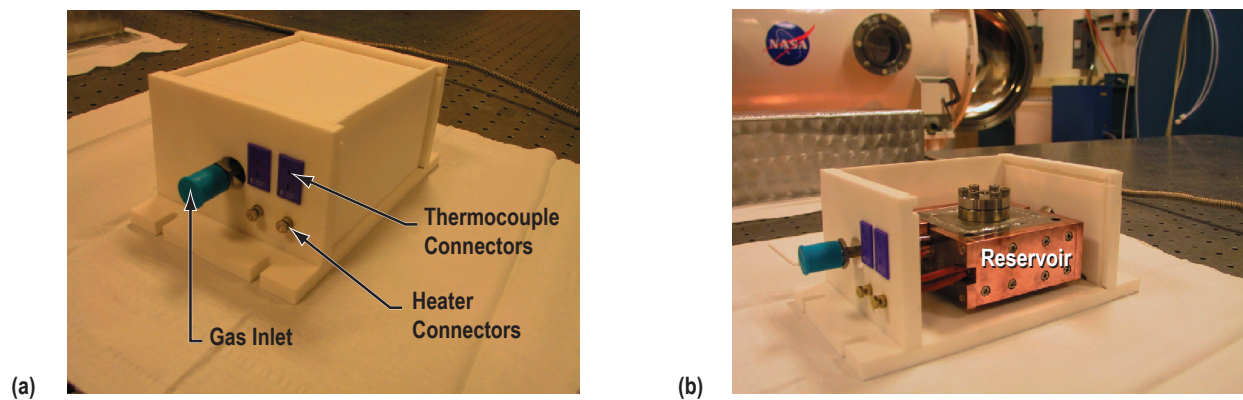 Thermocouple
Connectors
Heater
Connectors
Gas Inlet
(a)
NASA
Reservoir
(b)